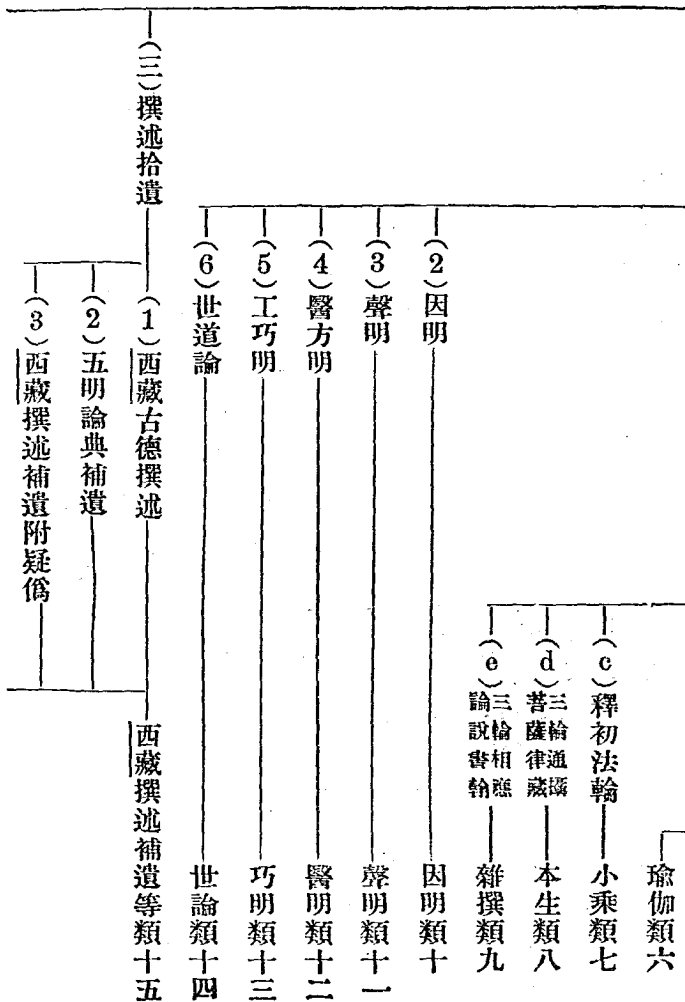 瑜伽類六
(c)釋初法輪
小乘類七
(d)三輪通攝
菩薩律藏
本生類八
(e)三輪相應
論說書翰
雜撰類九
(2)因明
因明類十
(3)聲明
聲明類十一
(4)醫方明
醫明類十二
(5)工巧明
巧明類十三
(6)世道論
世論類十四
(三)撰述拾遺
(1)西藏古德撰述
(2)五明論典補遺
(3)西藏撰述補遺附疑僞
西藏撰述補遺等類十五